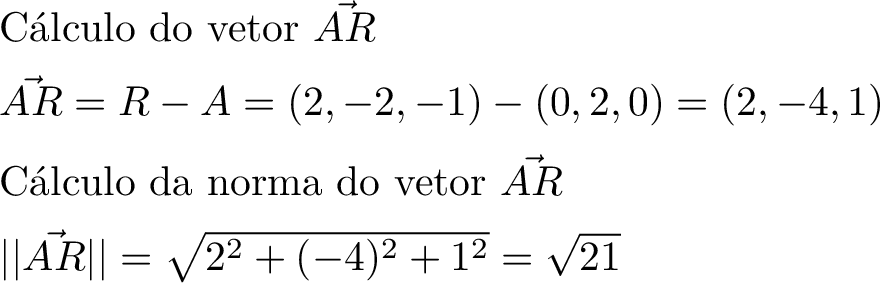 Cálculo do vetor $\vec{AR}$
$\vec{AR} = R - A = (2, -2, -1) - (0, 2, 0) = (2, -4, 1)$
Cálculo da norma do vetor $\vec{AR}$
$||\vec{AR}|| = \sqrt{2^2 + (-4)^2 + 1^2} = \sqrt{21}$